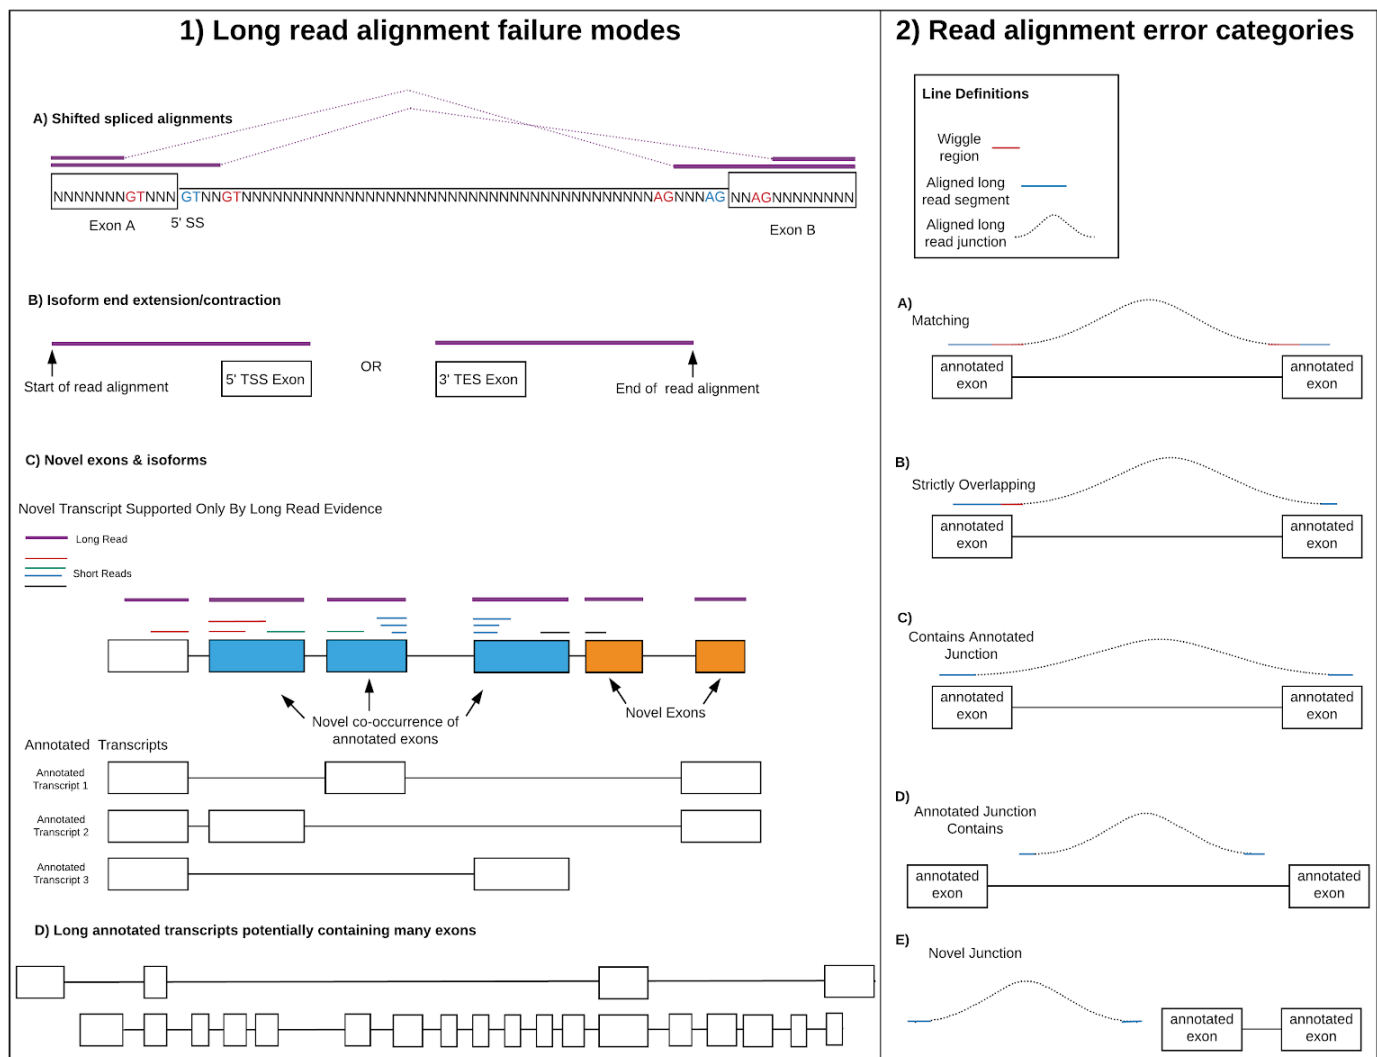 1) Long read alignment failure modes
A) Shifted spliced alignments
NNNNNNNGTNNN GTNNGTNNNNNNNNNNNNNNNNNNNNNNNNNNNNNNNNNNNNAGNNNAG NNAGNNNNNNNN
Exon A
5' SS
Exon B
B) Isoform end extension/contraction
Start of read alignment
5' TSS Exon
OR
3' TES Exon
End of read alignment
C) Novel exons & isoforms
Novel Transcript Supported Only By Long Read Evidence
Long Read
Short Reads
Novel co-occurrence of
annotated exons
Novel Exons
Annotated Transcripts
Annotated
Transcript 1
Annotated
Transcript 2
Annotated
Transcript 3
D) Long annotated transcripts potentially containing many exons
2) Read alignment error categories
Line Definitions
Wiggle
region
Aligned long
read segment
Aligned long
read junction
A)
Matching
annotated
exon
annotated
exon
B)
Strictly Overlapping
annotated
exon
annotated
exon
C)
Contains Annotated
Junction
annotated
exon
annotated
exon
D)
Annotated Junction
Contains
annotated
exon
annotated
exon
E)
Novel Junction
annotated
exon
annotated
exon